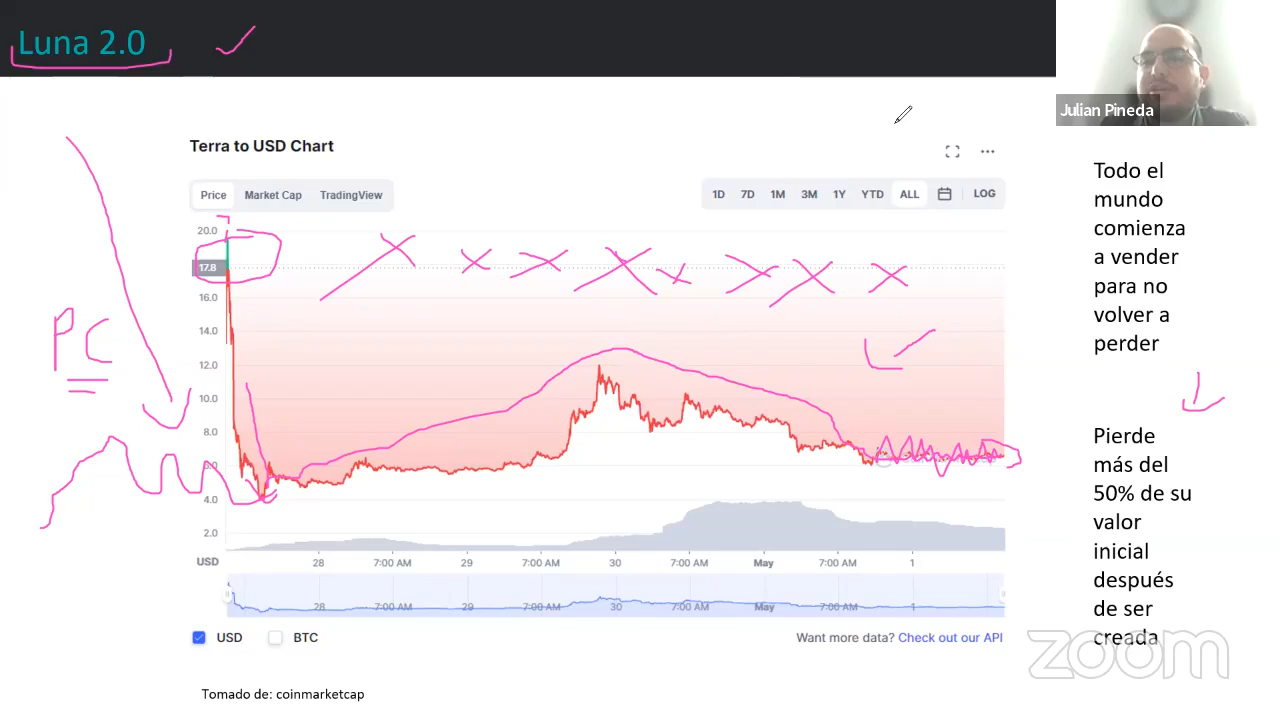 Luna 2.0
Julian Pineda
Terra to USD Chart
Price Market Cap TradingView
1D 7D 1M 3M 1Y YTD ALL LOG
20.0
17.8
16.0
14.0
12.0
10.0
8.0
6.0
4.0
2.0
USD
28 7:00 AM 29 7:00 AM 30 7:00 AM May 7:00 AM 1
28 7:00 AM 29 7:00 AM 30 7:00 AM May 7:00 AM 1
USD BTC
Want more data? Check out our API
Tomado de: coinmarketcap
PC
Todo el
mundo
comienza
a vender
para no
volver a
perder
Pierde
más del
50% de su
valor
inicial
después
de ser
creada
zoom